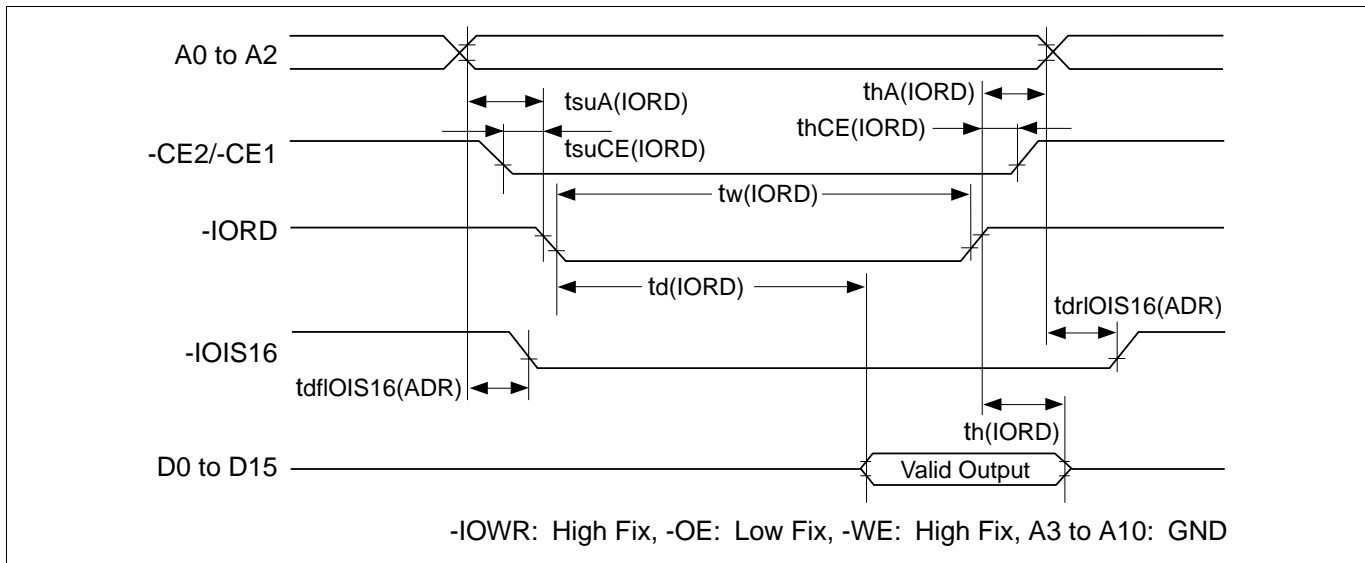 A0 to A2
tsuA(IORD)
thA(IORD)
thCE(IORD)
tsuCE(IORD)
-CE2/-CE1
tw(IORD)
-IORD
td(IORD)
tdrIOIS16(ADR)
-IOIS16
tdfIOIS16(ADR)
th(IORD)
D0 to D15
Valid Output
-IOWR: High Fix, -OE: Low Fix, -WE: High Fix, A3 to A10: GND